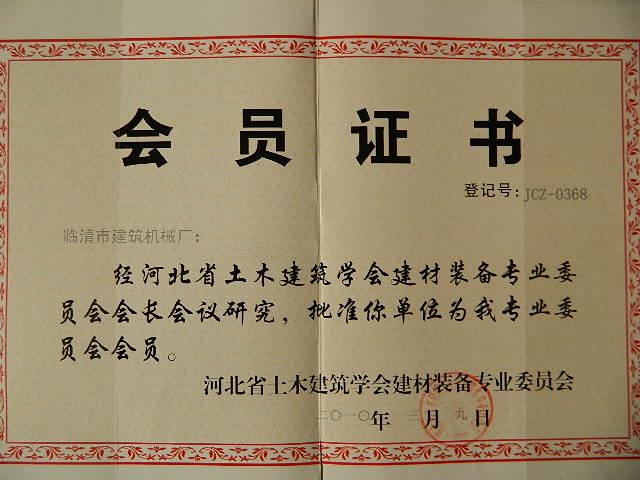 会员证书
登记号:JCZ-0368
临清市建筑机械厂:
经河北省土木建筑学会建材装备专业委
员会会长会议研究，批准你单位为我专业委
员会会员。
河北省土木建筑学会建材装备专业委员会
二〇一〇年三月九日